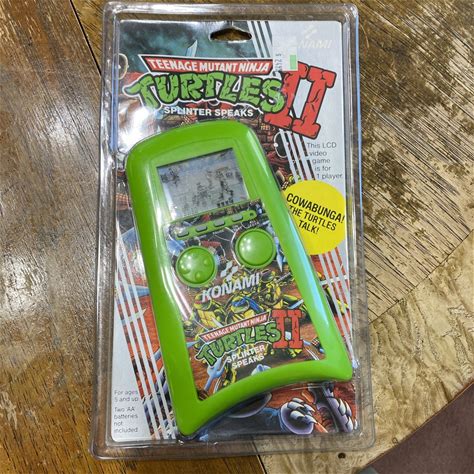 KONAMI
TEENAGE MUTANT NINJA
TURTLES II
SPLINTER SPEAKS
This LCD
video
game
is for
1 player.
COWABUNGA!
THE TURTLES
TALK!
KONAMI
TEENAGE MUTANT NINJA
TURTLES II
SPLINTER
SPEAKS
For ages
5 and up
Two "AA"
batteries
not
included